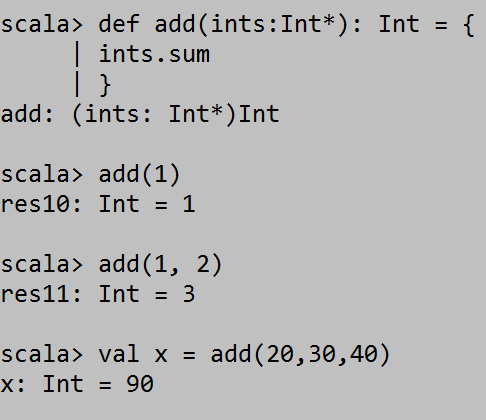 scala> def add(ints:Int*): Int = {
     | ints.sum
     | }
add: (ints: Int*)Int

scala> add(1)
res10: Int = 1

scala> add(1, 2)
res11: Int = 3

scala> val x = add(20,30,40)
x: Int = 90